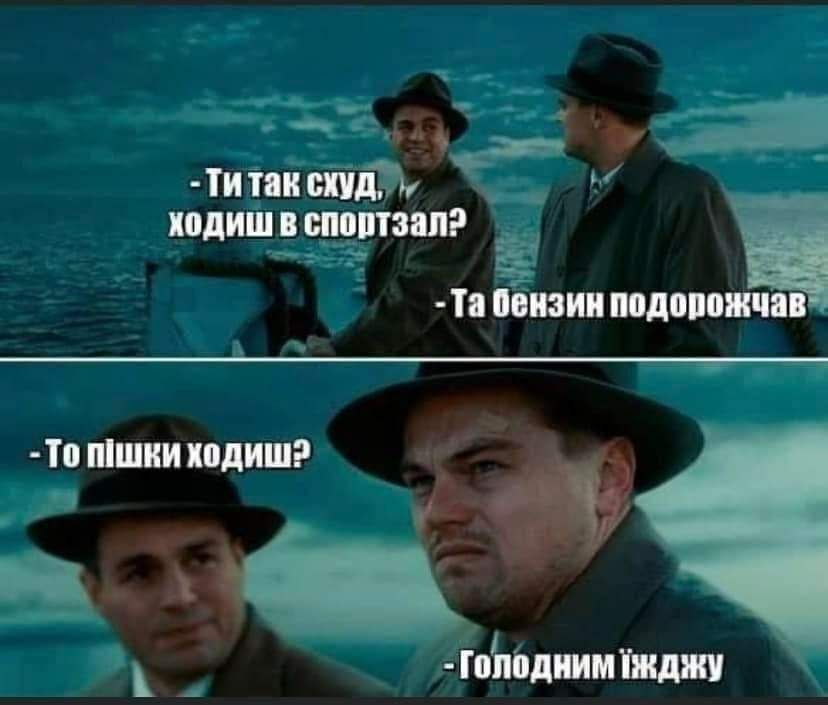 - Ти так схуд,
ходиш в спортзал?
- Та бензин подорожчав
- То пішки ходиш?
- Голодним їжджу